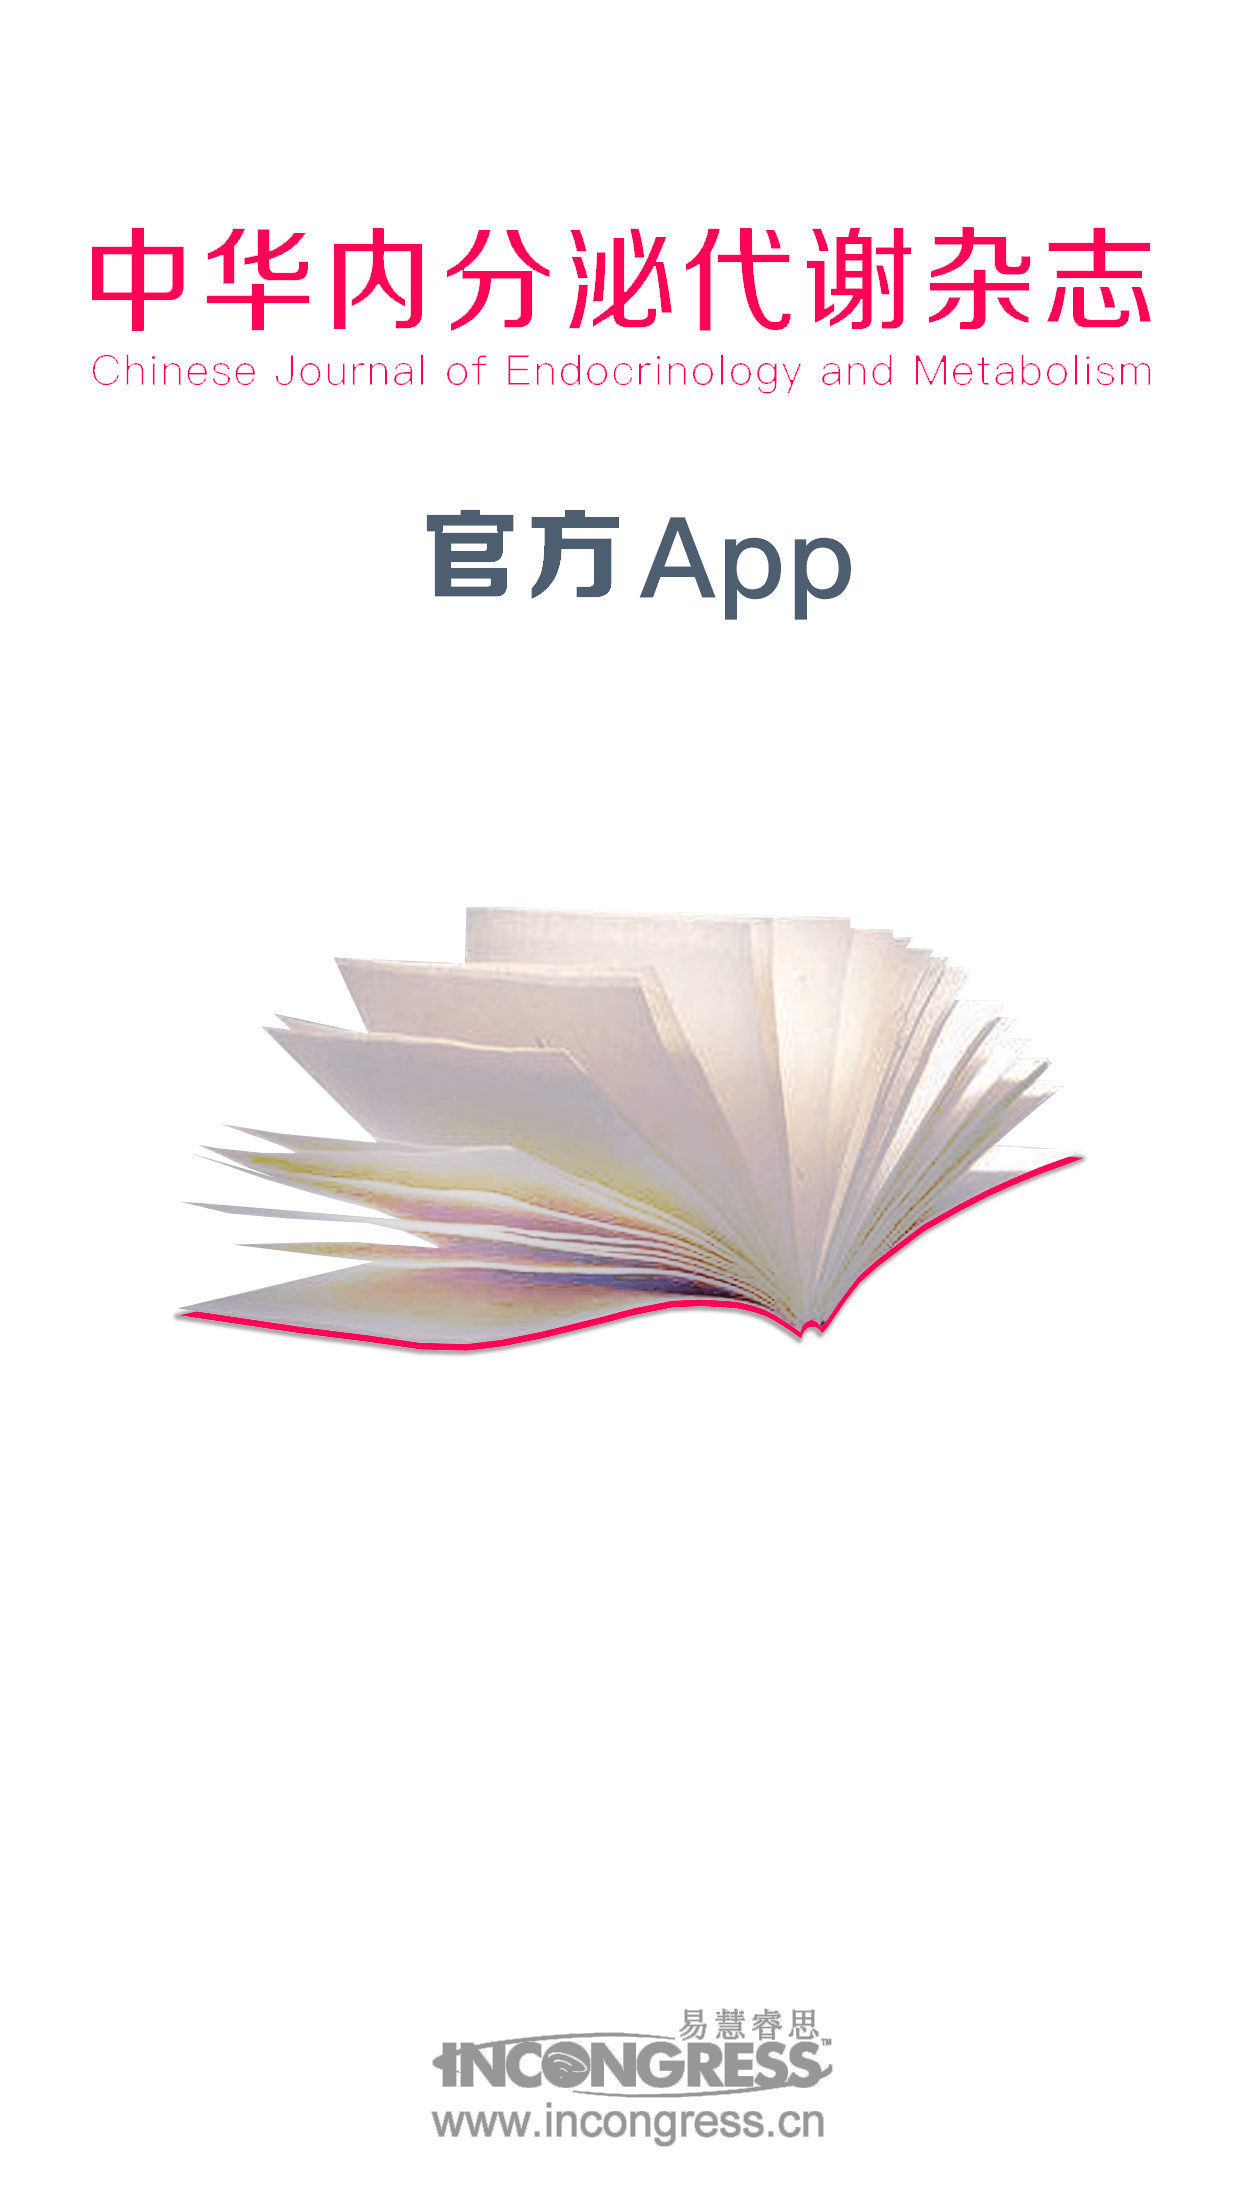 中华内分泌代谢杂志
Chinese Journal of Endocrinology and Metabolism
官方App
易慧睿思
INCONGRESS™
www.incongress.cn